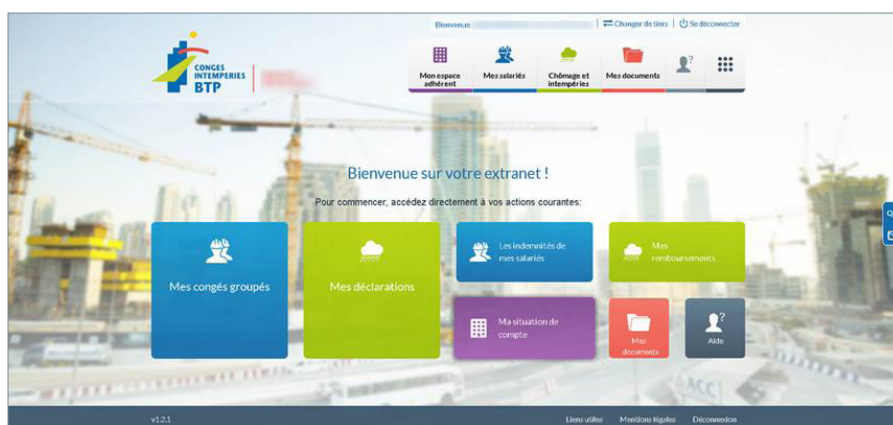 Bienvenue
Changer de tiers
Se déconnecter
CONGES
INTEMPERIES
BTP
Mon espace
adhérent
Mes salariés
Chômage et
intempéries
Mes documents
?
Bienvenue sur votre extranet !
Pour commencer, accédez directement à vos actions courantes:
Mes congés groupés
Mes déclarations
Les indemnités de
mes salariés
Mes
remboursements
Ma situation de
compte
Mes
documents
?
Aide
ACC
v1.2.1
Liens utiles
Mentions légales
Déconnexion